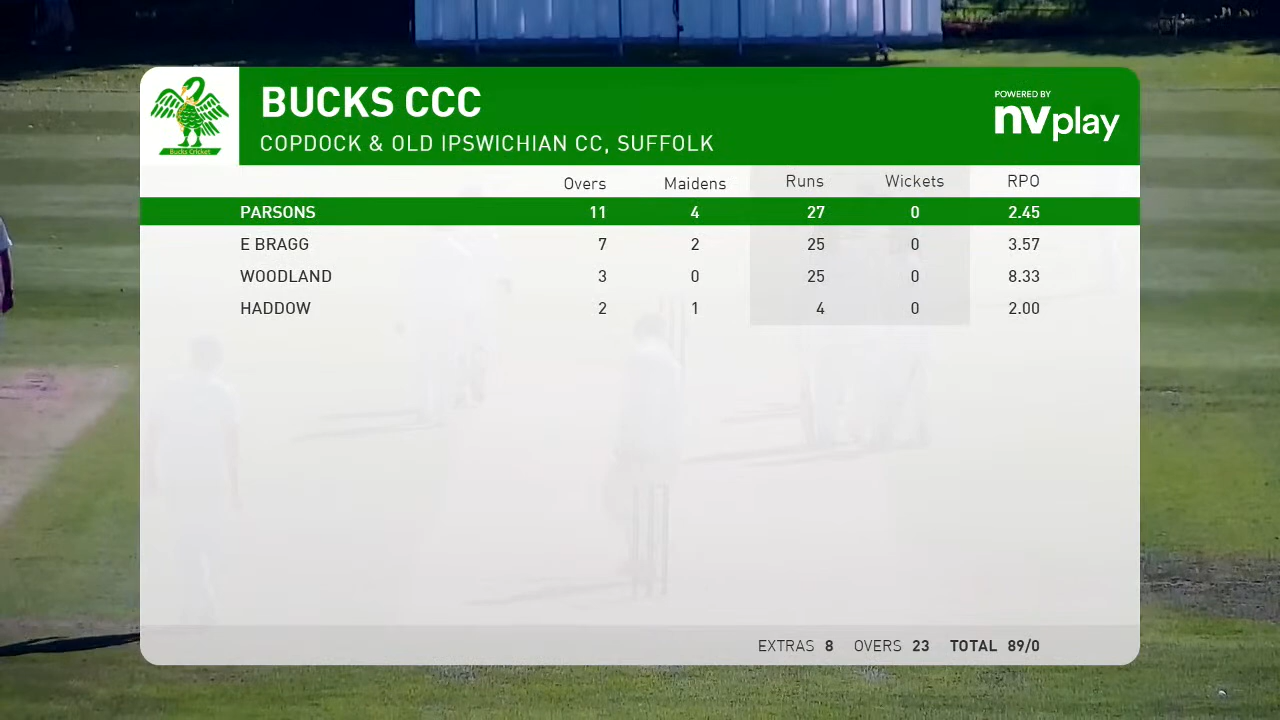 BUCKS CCC
COPDOCK & OLD IPSWICHIAN CC, SUFFOLK
POWERED BY
nvplay
Bucks Cricket
Overs Maidens Runs Wickets RPO
PARSONS 11 4 27 0 2.45
E BRAGG 7 2 25 0 3.57
WOODLAND 3 0 25 0 8.33
HADDOW 2 1 4 0 2.00
EXTRAS 8 OVERS 23 TOTAL 89/0